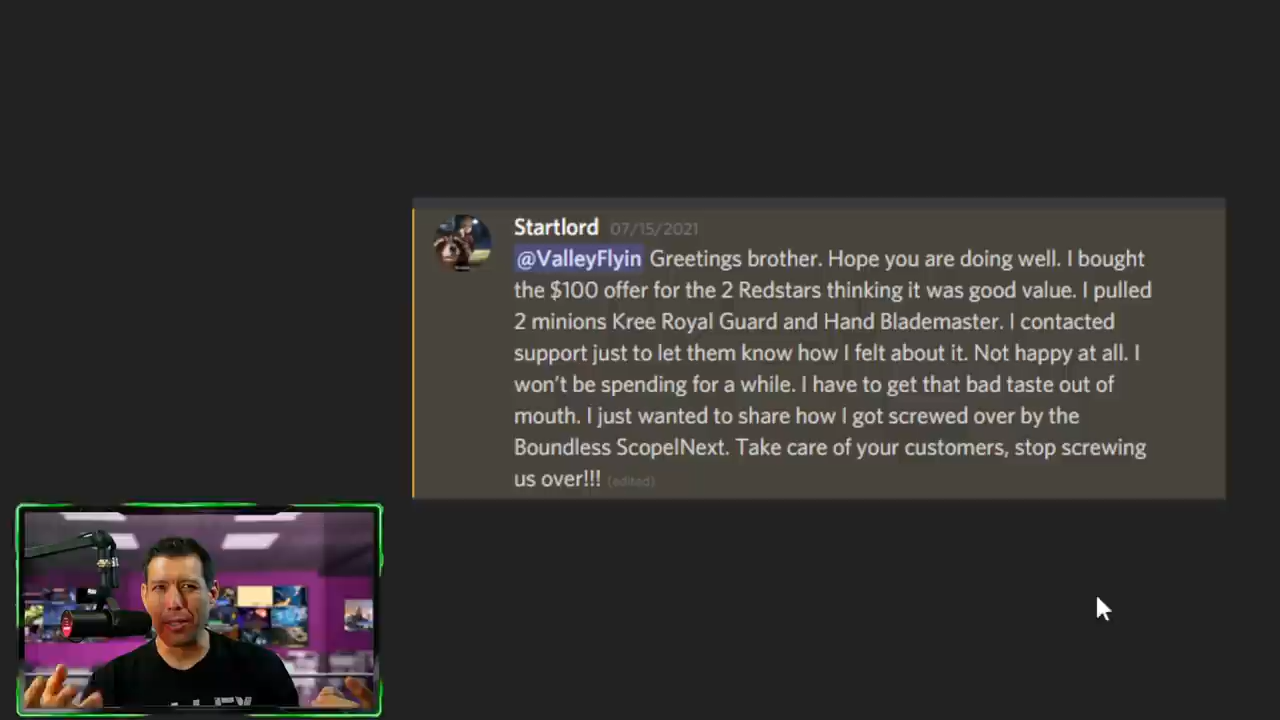 Startlord 07/15/2021
@ValleyFlyin Greetings brother. Hope you are doing well. I bought
the $100 offer for the 2 Redstars thinking it was good value. I pulled
2 minions Kree Royal Guard and Hand Blademaster. I contacted
support just to let them know how I felt about it. Not happy at all. I
won't be spending for a while. I have to get that bad taste out of
mouth. I just wanted to share how I got screwed over by the
Boundless ScopelNext. Take care of your customers, stop screwing
us over!!! (edited)